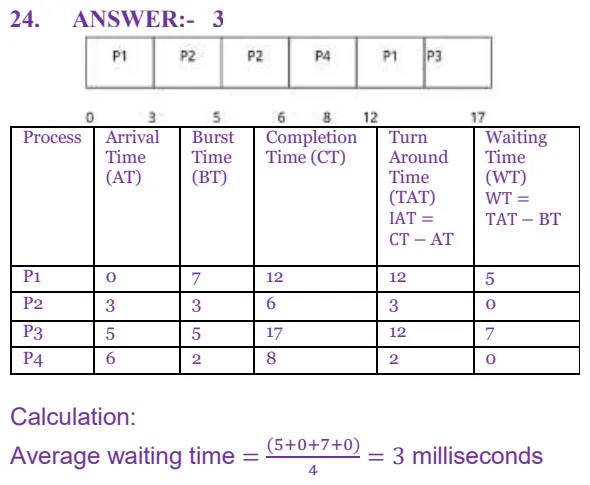 24. ANSWER:- 3
P1 P2 P2 P4 P1 P3
0 3 5 6 8 12 17
Process Arrival Time (AT) Burst Time (BT) Completion Time (CT) Turn Around Time (TAT) IAT = CT − AT Waiting Time (WT) WT = TAT − BT
P1 0 7 12 12 5
P2 3 3 6 3 0
P3 5 5 17 12 7
P4 6 2 8 2 0
Calculation:
Average waiting time = (5+0+7+0)/4 = 3 milliseconds